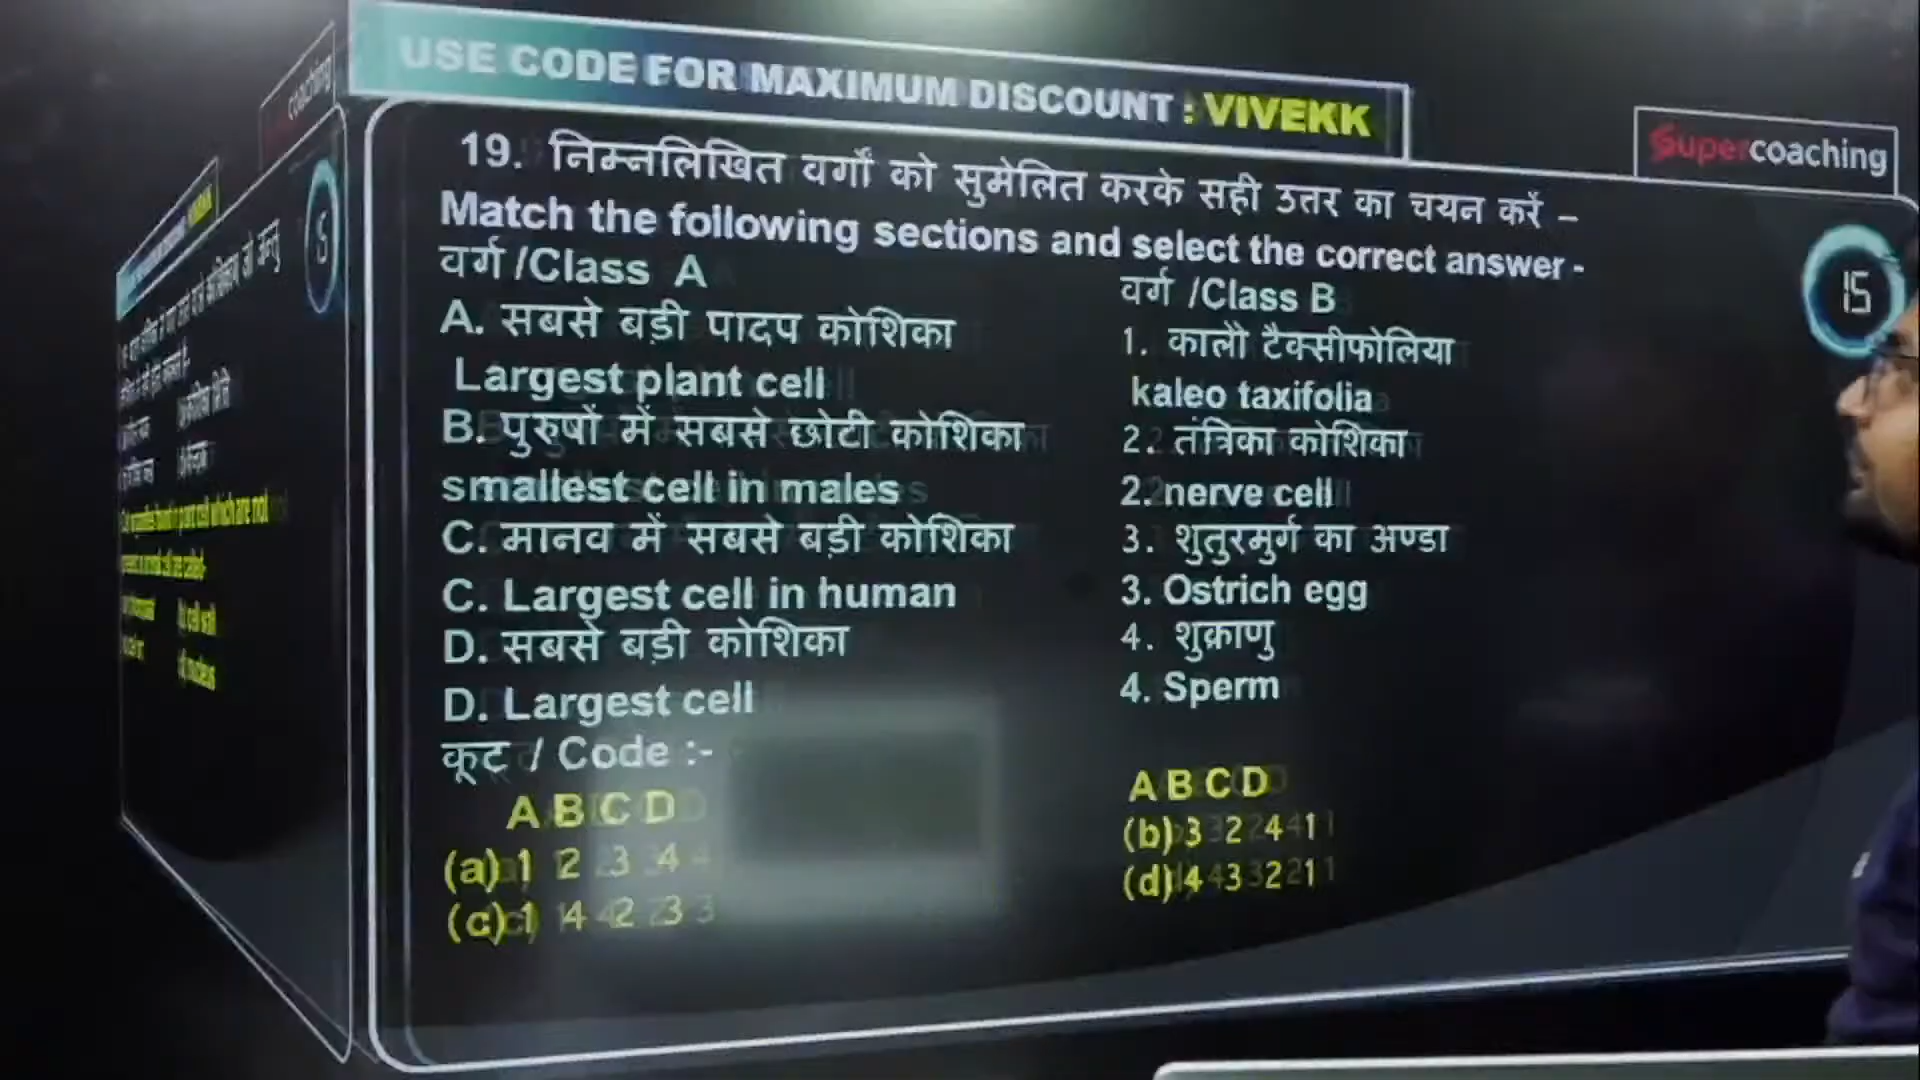 USE CODE FOR MAXIMUM DISCOUNT : VIVEKK
Supercoaching
coaching
19. निम्नलिखित वर्गों को सुमेलित करके सही उत्तर का चयन करें –
Match the following sections and select the correct answer -
15
वर्ग /Class A
A. सबसे बड़ी पादप कोशिका
Largest plant cell
B. पुरुषों में सबसे छोटी कोशिका
smallest cell in males
C. मानव में सबसे बड़ी कोशिका
C. Largest cell in human
D. सबसे बड़ी कोशिका
D. Largest cell
वर्ग /Class B
1. कालौ टैक्सीफोलिया
kaleo taxifolia
2. तंत्रिका कोशिका
2. nerve cell
3. शुतुरमुर्ग का अण्डा
3. Ostrich egg
4. शुक्राणु
4. Sperm
कूट / Code :-
A B C D
(a) 1 2 3 4
(c) 1 4 2 3
A B C D
(b) 3 2 4 1
(d) 4 3 2 1